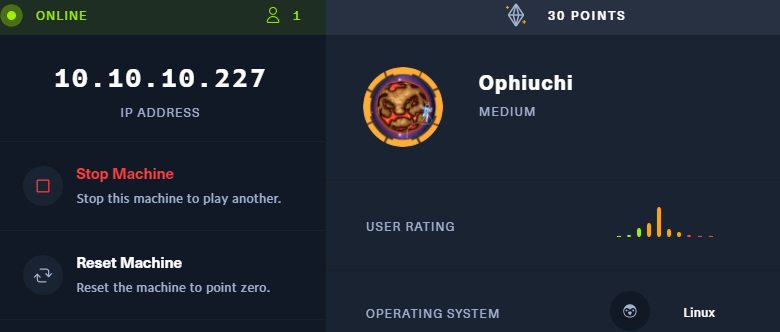 ONLINE
1
10.10.10.227
IP ADDRESS
Stop Machine
Stop this machine to play another.
Reset Machine
Reset the machine to point zero.
30 POINTS
Ophiuchi
MEDIUM
USER RATING
OPERATING SYSTEM
Linux